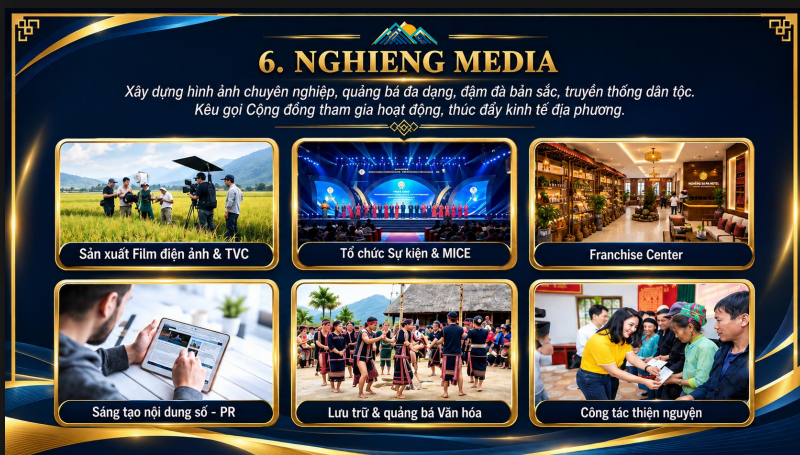 6. NGHIENG MEDIA
Xây dựng hình ảnh chuyên nghiệp, quảng bá đa dạng, đậm đà bản sắc, truyền thống dân tộc.
Kêu gọi Cộng đồng tham gia hoạt động, thúc đẩy kinh tế địa phương.
Sản xuất Film điện ảnh & TVC
Tổ chức Sự kiện & MICE
Franchise Center
Sáng tạo nội dung số - PR
Lưu trữ & quảng bá Văn hóa
Công tác thiện nguyện